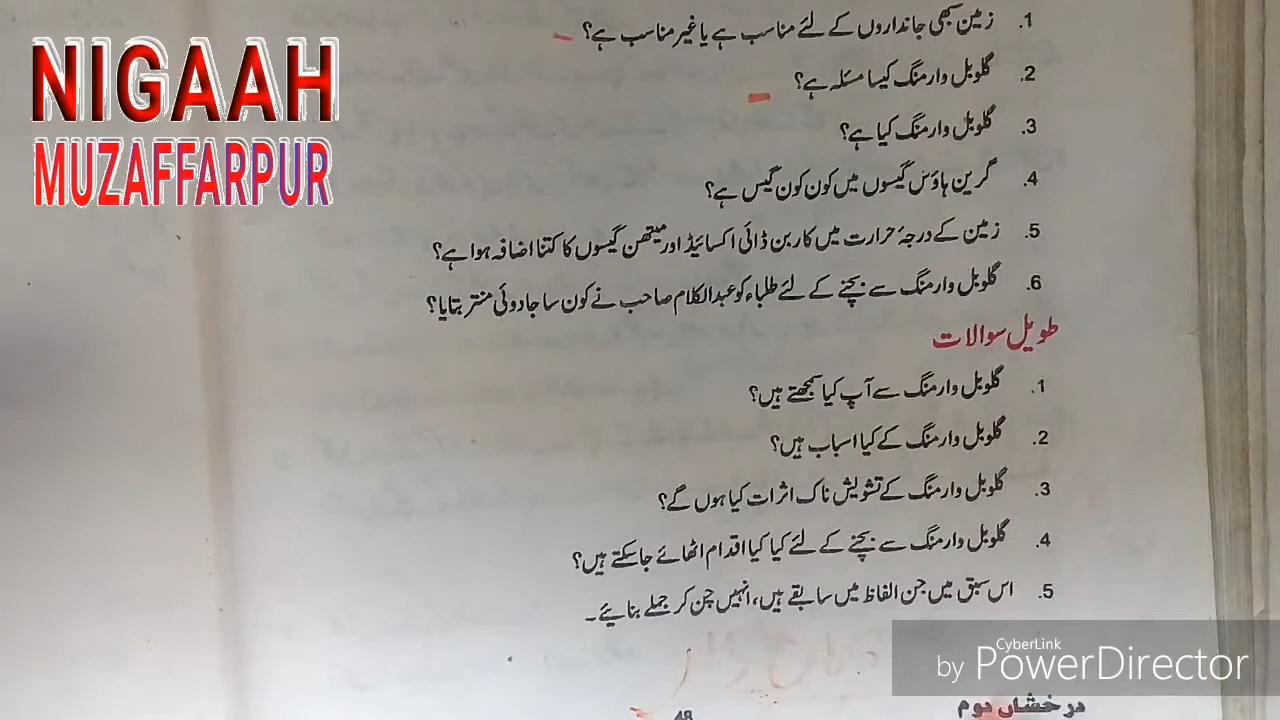 NIGAAH
MUZAFFARPUR
1. زمین سبھی جانداروں کے لئے مناسب ہے یا غیر مناسب ہے؟
2. گلوبل وارمنگ کیسا مسئلہ ہے؟
3. گلوبل وارمنگ کیا ہے؟
4. گرین ہاؤس گیسوں میں کون کون گیس ہے؟
5. زمین کے درجۂ حرارت میں کاربن ڈائی اکسائیڈ اور میتھن گیسوں کا کتنا اضافہ ہوا ہے؟
6. گلوبل وارمنگ سے بچنے کے لئے طلباء کو عبدالکلام صاحب نے کون سا جادوئی منتر بتایا؟
طویل سوالات
1. گلوبل وارمنگ سے آپ کیا سمجھتے ہیں؟
2. گلوبل وارمنگ کے کیا اسباب ہیں؟
3. گلوبل وارمنگ کے تشویش ناک اثرات کیا ہوں گے؟
4. گلوبل وارمنگ سے بچنے کے لئے کیا کیا اقدام اٹھائے جاسکتے ہیں؟
5. اس سبق میں جن الفاظ میں سابقے ہیں، انہیں چن کر جملے بنائیے۔
CyberLink
by PowerDirector
درخشاں دوم
48